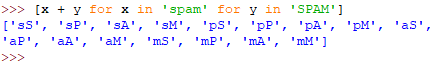 >>> [x + y for x in 'spam' for y in 'SPAM']
['sS', 'sP', 'sA', 'sM', 'pS', 'pP', 'pA', 'pM', 'aS',
'aP', 'aA', 'aM', 'mS', 'mP', 'mA', 'mM']
>>>